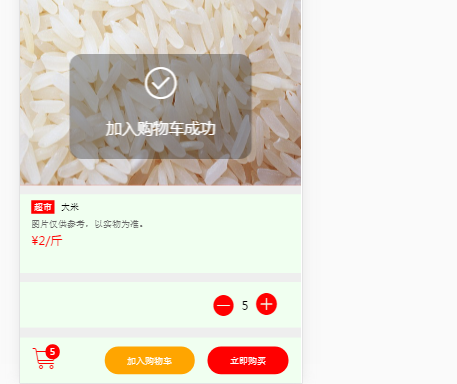 加入购物车成功
超市 大米
图片仅供参考，以实物为准。
¥2/斤
5
5
加入购物车 立即购买